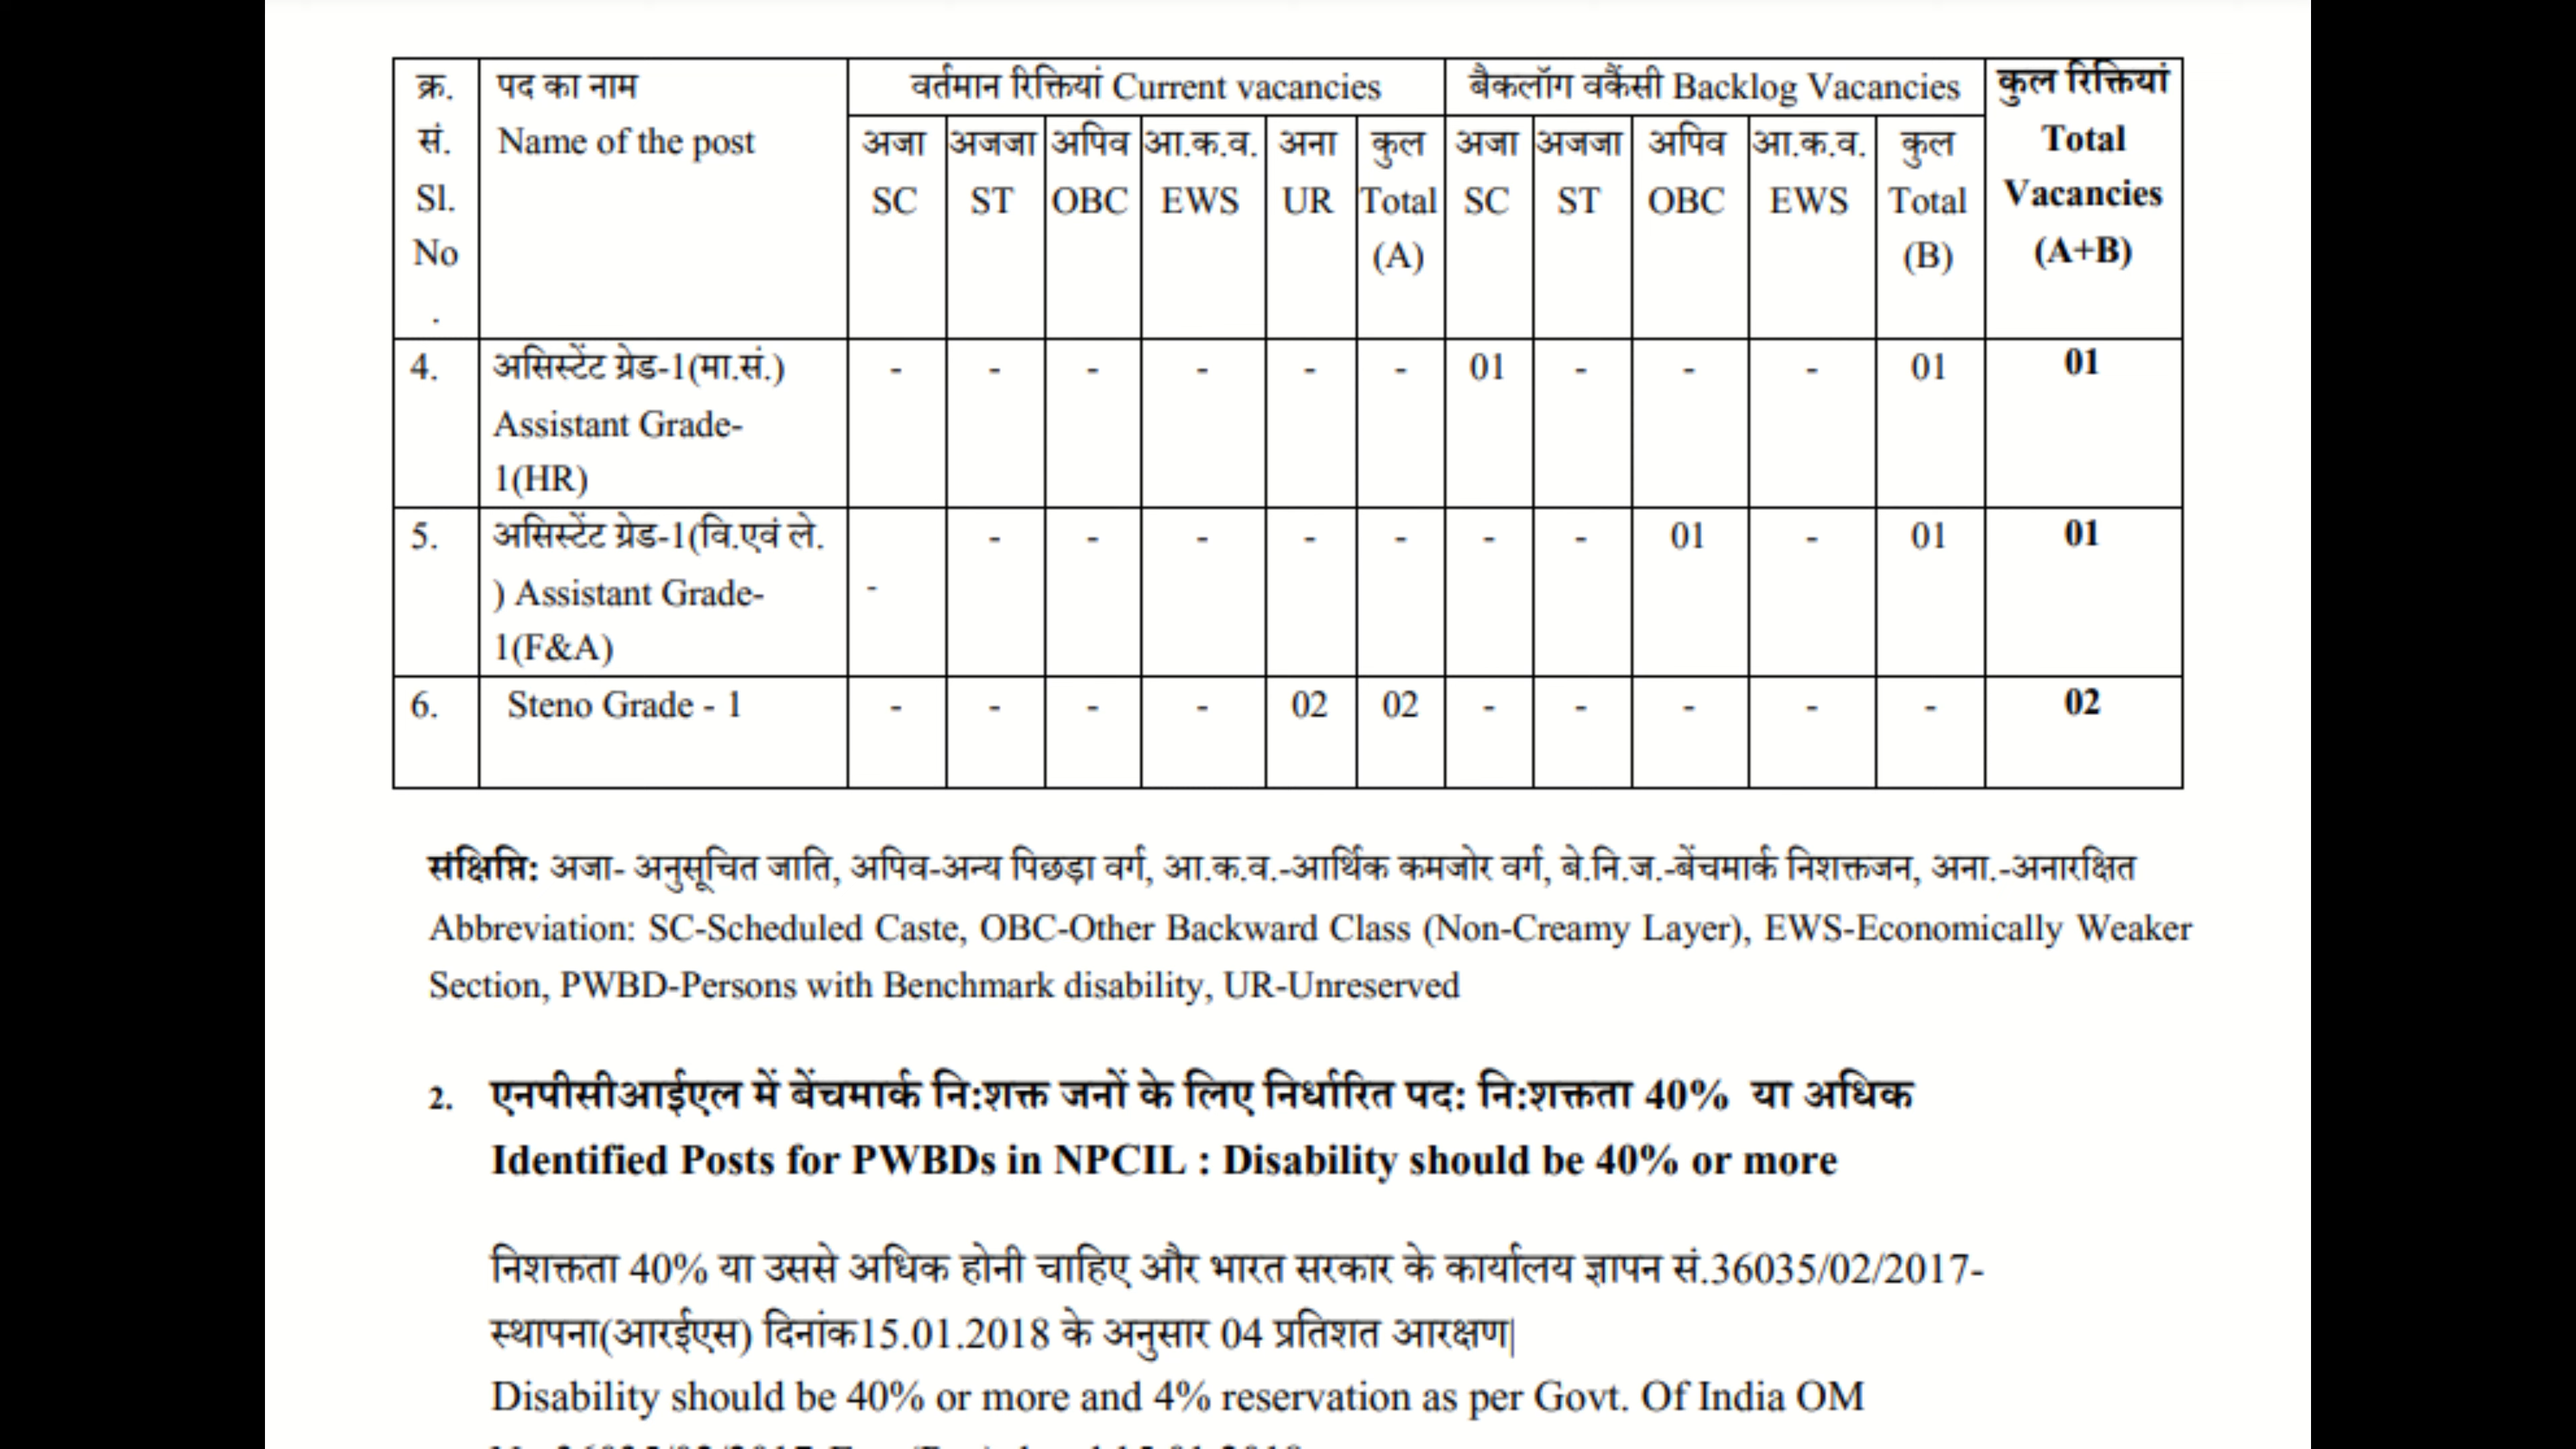 क्र. सं. Sl. No . पद का नाम Name of the post वर्तमान रिक्तियां Current vacancies बैकलॉग वकैंसी Backlog Vacancies कुल रिक्तियां Total Vacancies (A+B)
अजा SC अजजा ST अपिव OBC आ.क.व. EWS अना UR कुल Total (A) अजा SC अजजा ST अपिव OBC आ.क.व. EWS कुल Total (B)
4. असिस्टेंट ग्रेड-1(मा.सं.) - - - - - - 01 - - - 01 01
Assistant Grade-
1(HR)
5. असिस्टेंट ग्रेड-1(वि.एवं ले. - - - - - - - 01 - 01 01
) Assistant Grade- -
1(F&A)
6. Steno Grade - 1 - - - - 02 02 - - - - - 02
संक्षिप्ति: अजा- अनुसूचित जाति, अपिव-अन्य पिछड़ा वर्ग, आ.क.व.-आर्थिक कमजोर वर्ग, बे.नि.ज.-बेंचमार्क निशक्तजन, अना.-अनारक्षित
Abbreviation: SC-Scheduled Caste, OBC-Other Backward Class (Non-Creamy Layer), EWS-Economically Weaker
Section, PWBD-Persons with Benchmark disability, UR-Unreserved
2. एनपीसीआईएल में बेंचमार्क नि:शक्त जनों के लिए निर्धारित पद: नि:शक्तता 40% या अधिक
Identified Posts for PWBDs in NPCIL : Disability should be 40% or more
निशक्तता 40% या उससे अधिक होनी चाहिए और भारत सरकार के कार्यालय ज्ञापन सं.36035/02/2017-
स्थापना(आरईएस) दिनांक15.01.2018 के अनुसार 04 प्रतिशत आरक्षण|
Disability should be 40% or more and 4% reservation as per Govt. Of India OM